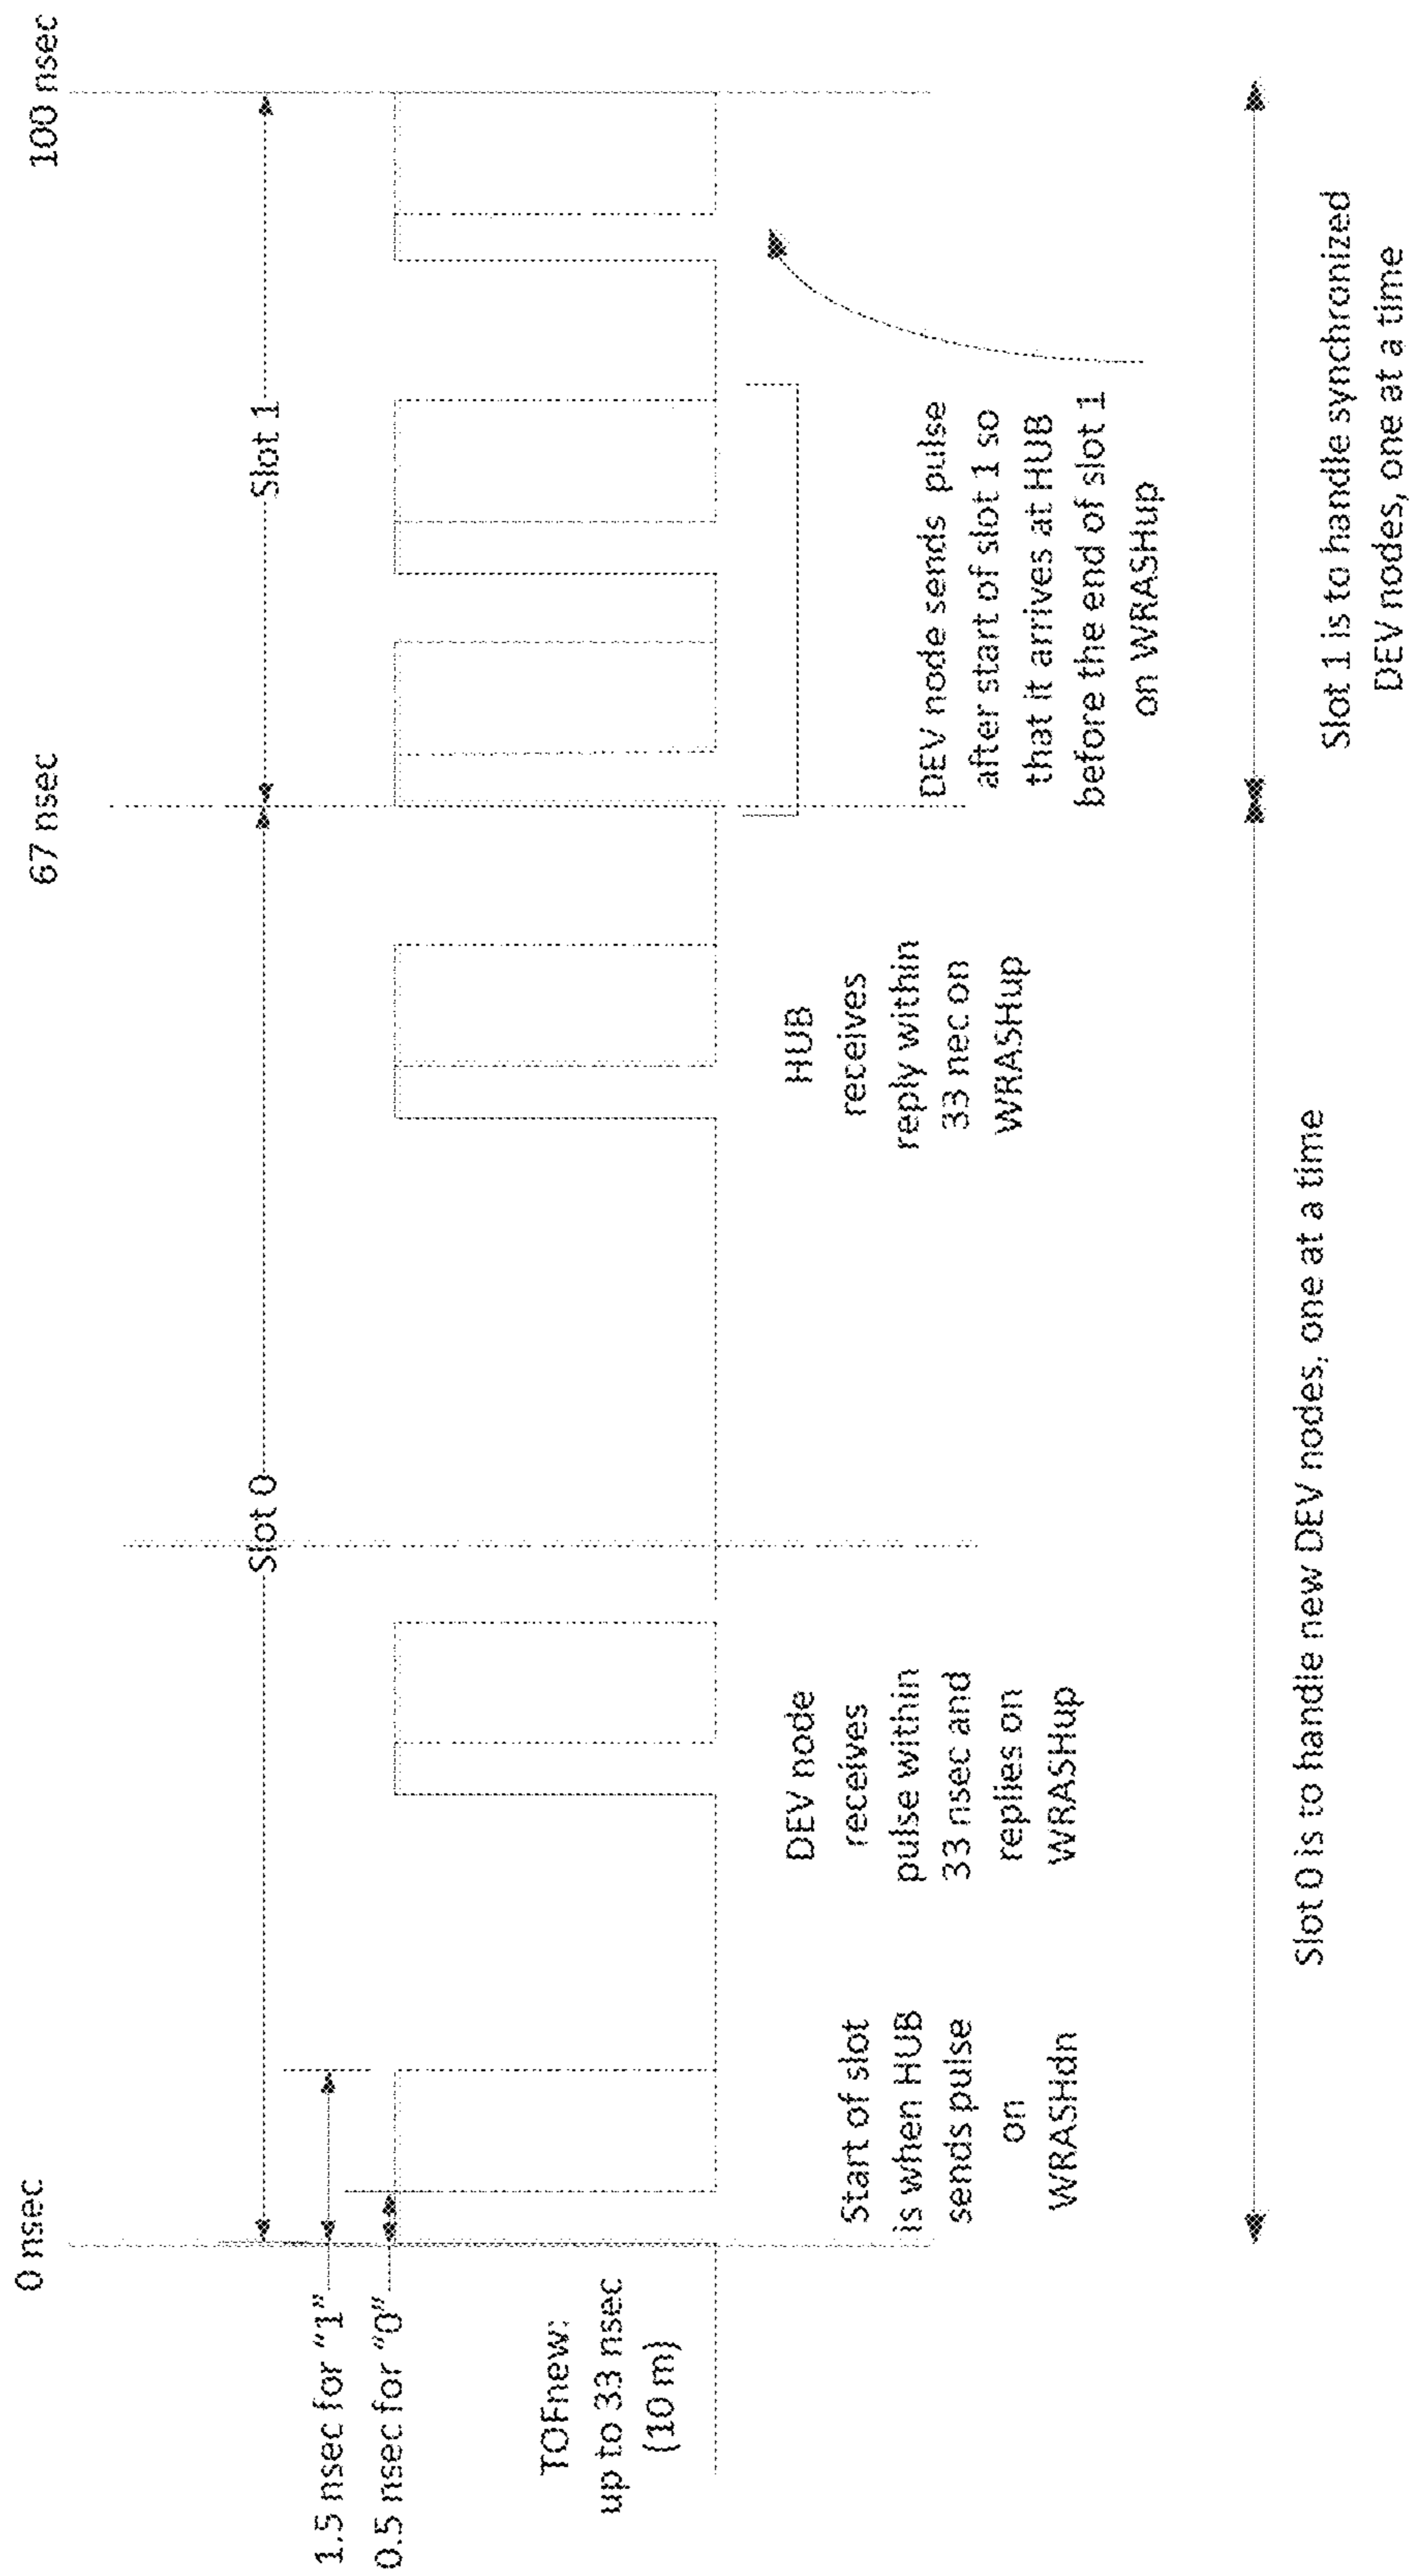 0 nsec
67 nsec
100 nsec
Slot 0
Slot 1
1.5 nsec for “1”
0.5 nsec for “0”
TOFnew:
up to 33 nsec
(10 m)
Start of slot
is when HUB
sends pulse
on
WRASHdn
DEV node
receives
pulse within
33 nsec and
replies on
WRASHup
HUB
receives
reply within
33 nec on
WRASHup
DEV node sends pulse
after start of slot 1 so
that it arrives at HUB
before the end of slot 1
on WRASHup
Slot 0 is to handle new DEV nodes, one at a time
Slot 1 is to handle synchronized
DEV nodes, one at a time